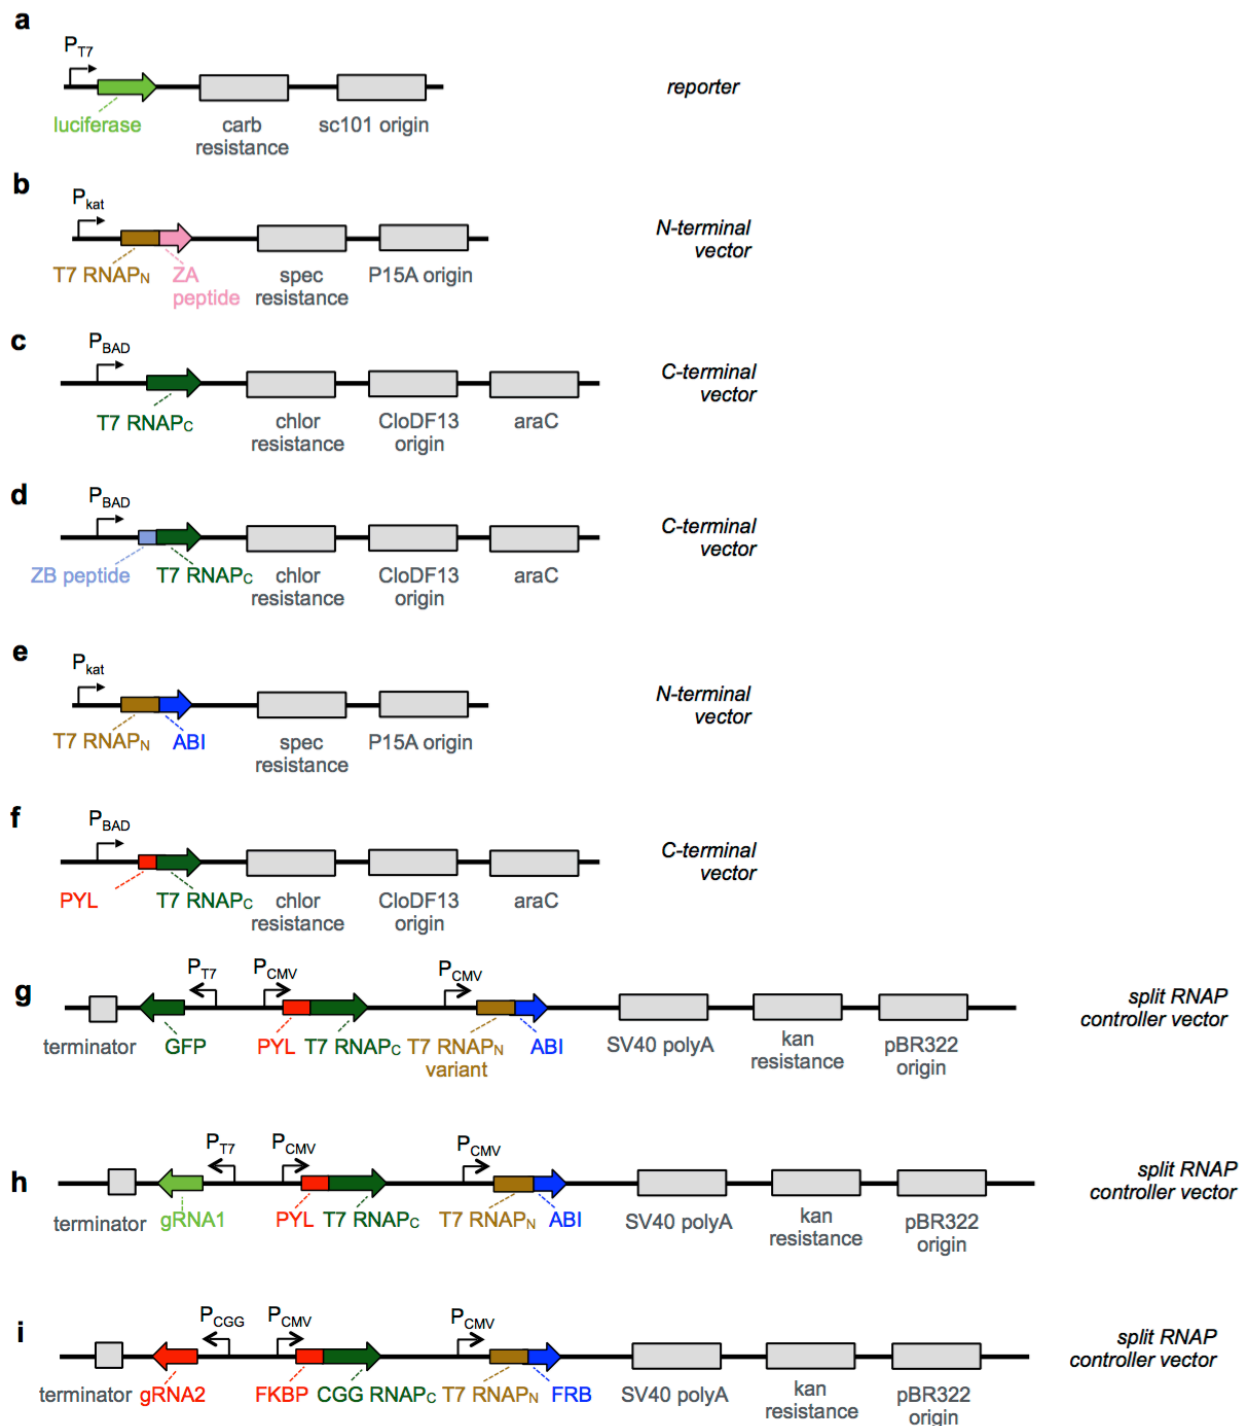 a
P_T7
reporter
luciferase
carb
resistance
sc101 origin
b
P_kat
N-terminal
vector
T7 RNAP_N
ZA
peptide
spec
resistance
P15A origin
c
P_BAD
C-terminal
vector
T7 RNAP_C
chlor
resistance
CloDF13
origin
araC
d
P_BAD
C-terminal
vector
ZB peptide
T7 RNAP_C
chlor
resistance
CloDF13
origin
araC
e
P_kat
N-terminal
vector
T7 RNAP_N
ABI
spec
resistance
P15A origin
f
P_BAD
C-terminal
vector
PYL
T7 RNAP_C
chlor
resistance
CloDF13
origin
araC
g
P_T7
P_CMV
P_CMV
split RNAP
controller vector
terminator
GFP
PYL
T7 RNAP_C
T7 RNAP_N
variant
ABI
SV40 polyA
kan
resistance
pBR322
origin
h
P_T7
P_CMV
P_CMV
split RNAP
controller vector
terminator
gRNA1
PYL
T7 RNAP_C
T7 RNAP_N
ABI
SV40 polyA
kan
resistance
pBR322
origin
i
P_CGG
P_CMV
P_CMV
split RNAP
controller vector
terminator
gRNA2
FKBP
CGG RNAP_C
T7 RNAP_N
FRB
SV40 polyA
kan
resistance
pBR322
origin